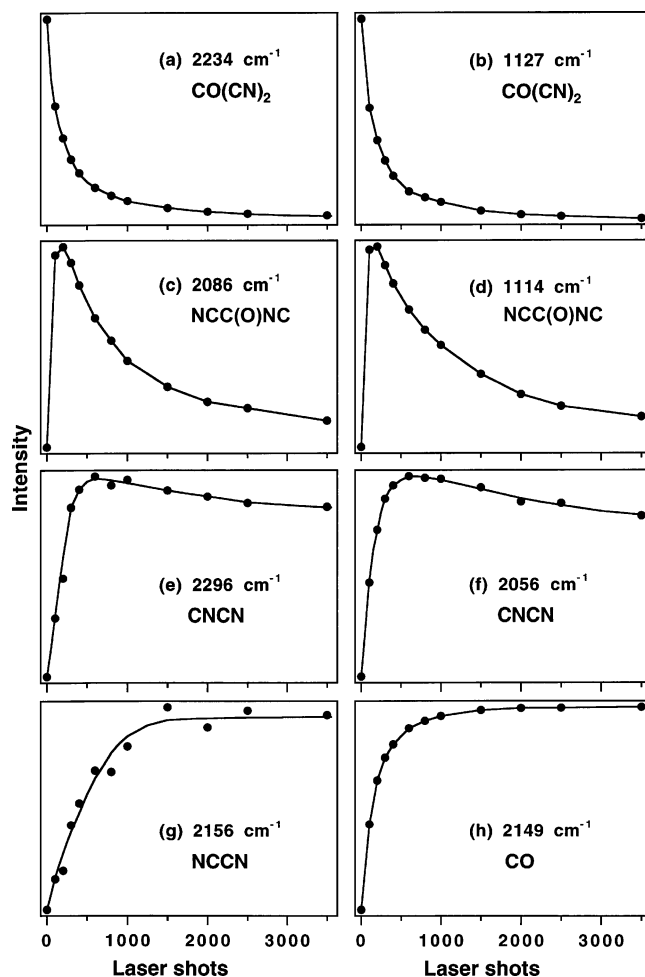 (a) 2234 cm⁻¹
CO(CN)₂
(b) 1127 cm⁻¹
CO(CN)₂
(c) 2086 cm⁻¹
NCC(O)NC
(d) 1114 cm⁻¹
NCC(O)NC
Intensity
(e) 2296 cm⁻¹
CNCN
(f) 2056 cm⁻¹
CNCN
(g) 2156 cm⁻¹
NCCN
(h) 2149 cm⁻¹
CO
0 1000 2000 3000
0 1000 2000 3000
Laser shots
Laser shots